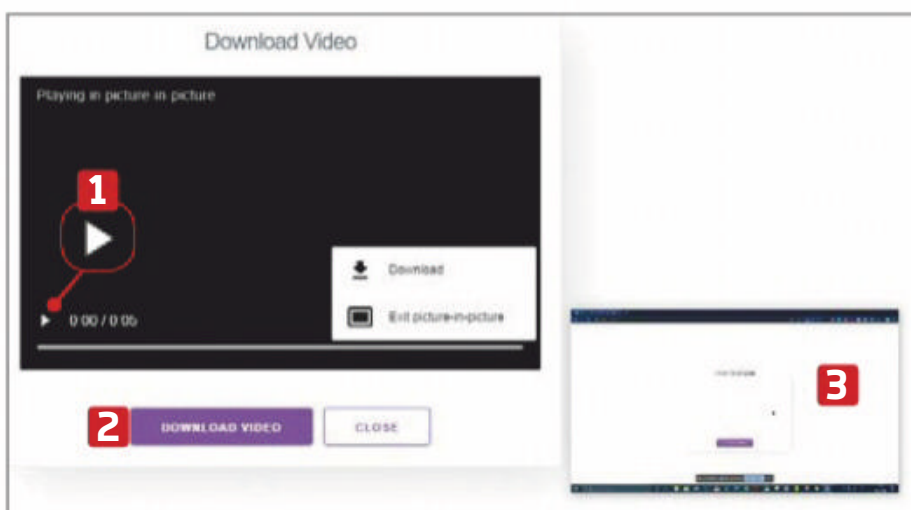 Download Video
Playing in picture in picture
1
Download
0:00 / 0:05
Exit picture-in-picture
2
DOWNLOAD VIDEO
CLOSE
3